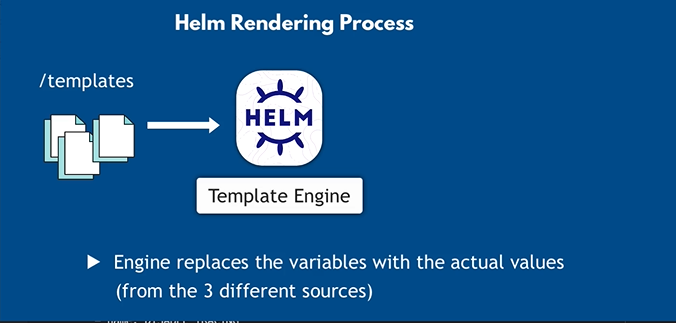 Helm Rendering Process
/templates
HELM
Template Engine
Engine replaces the variables with the actual values
(from the 3 different sources)